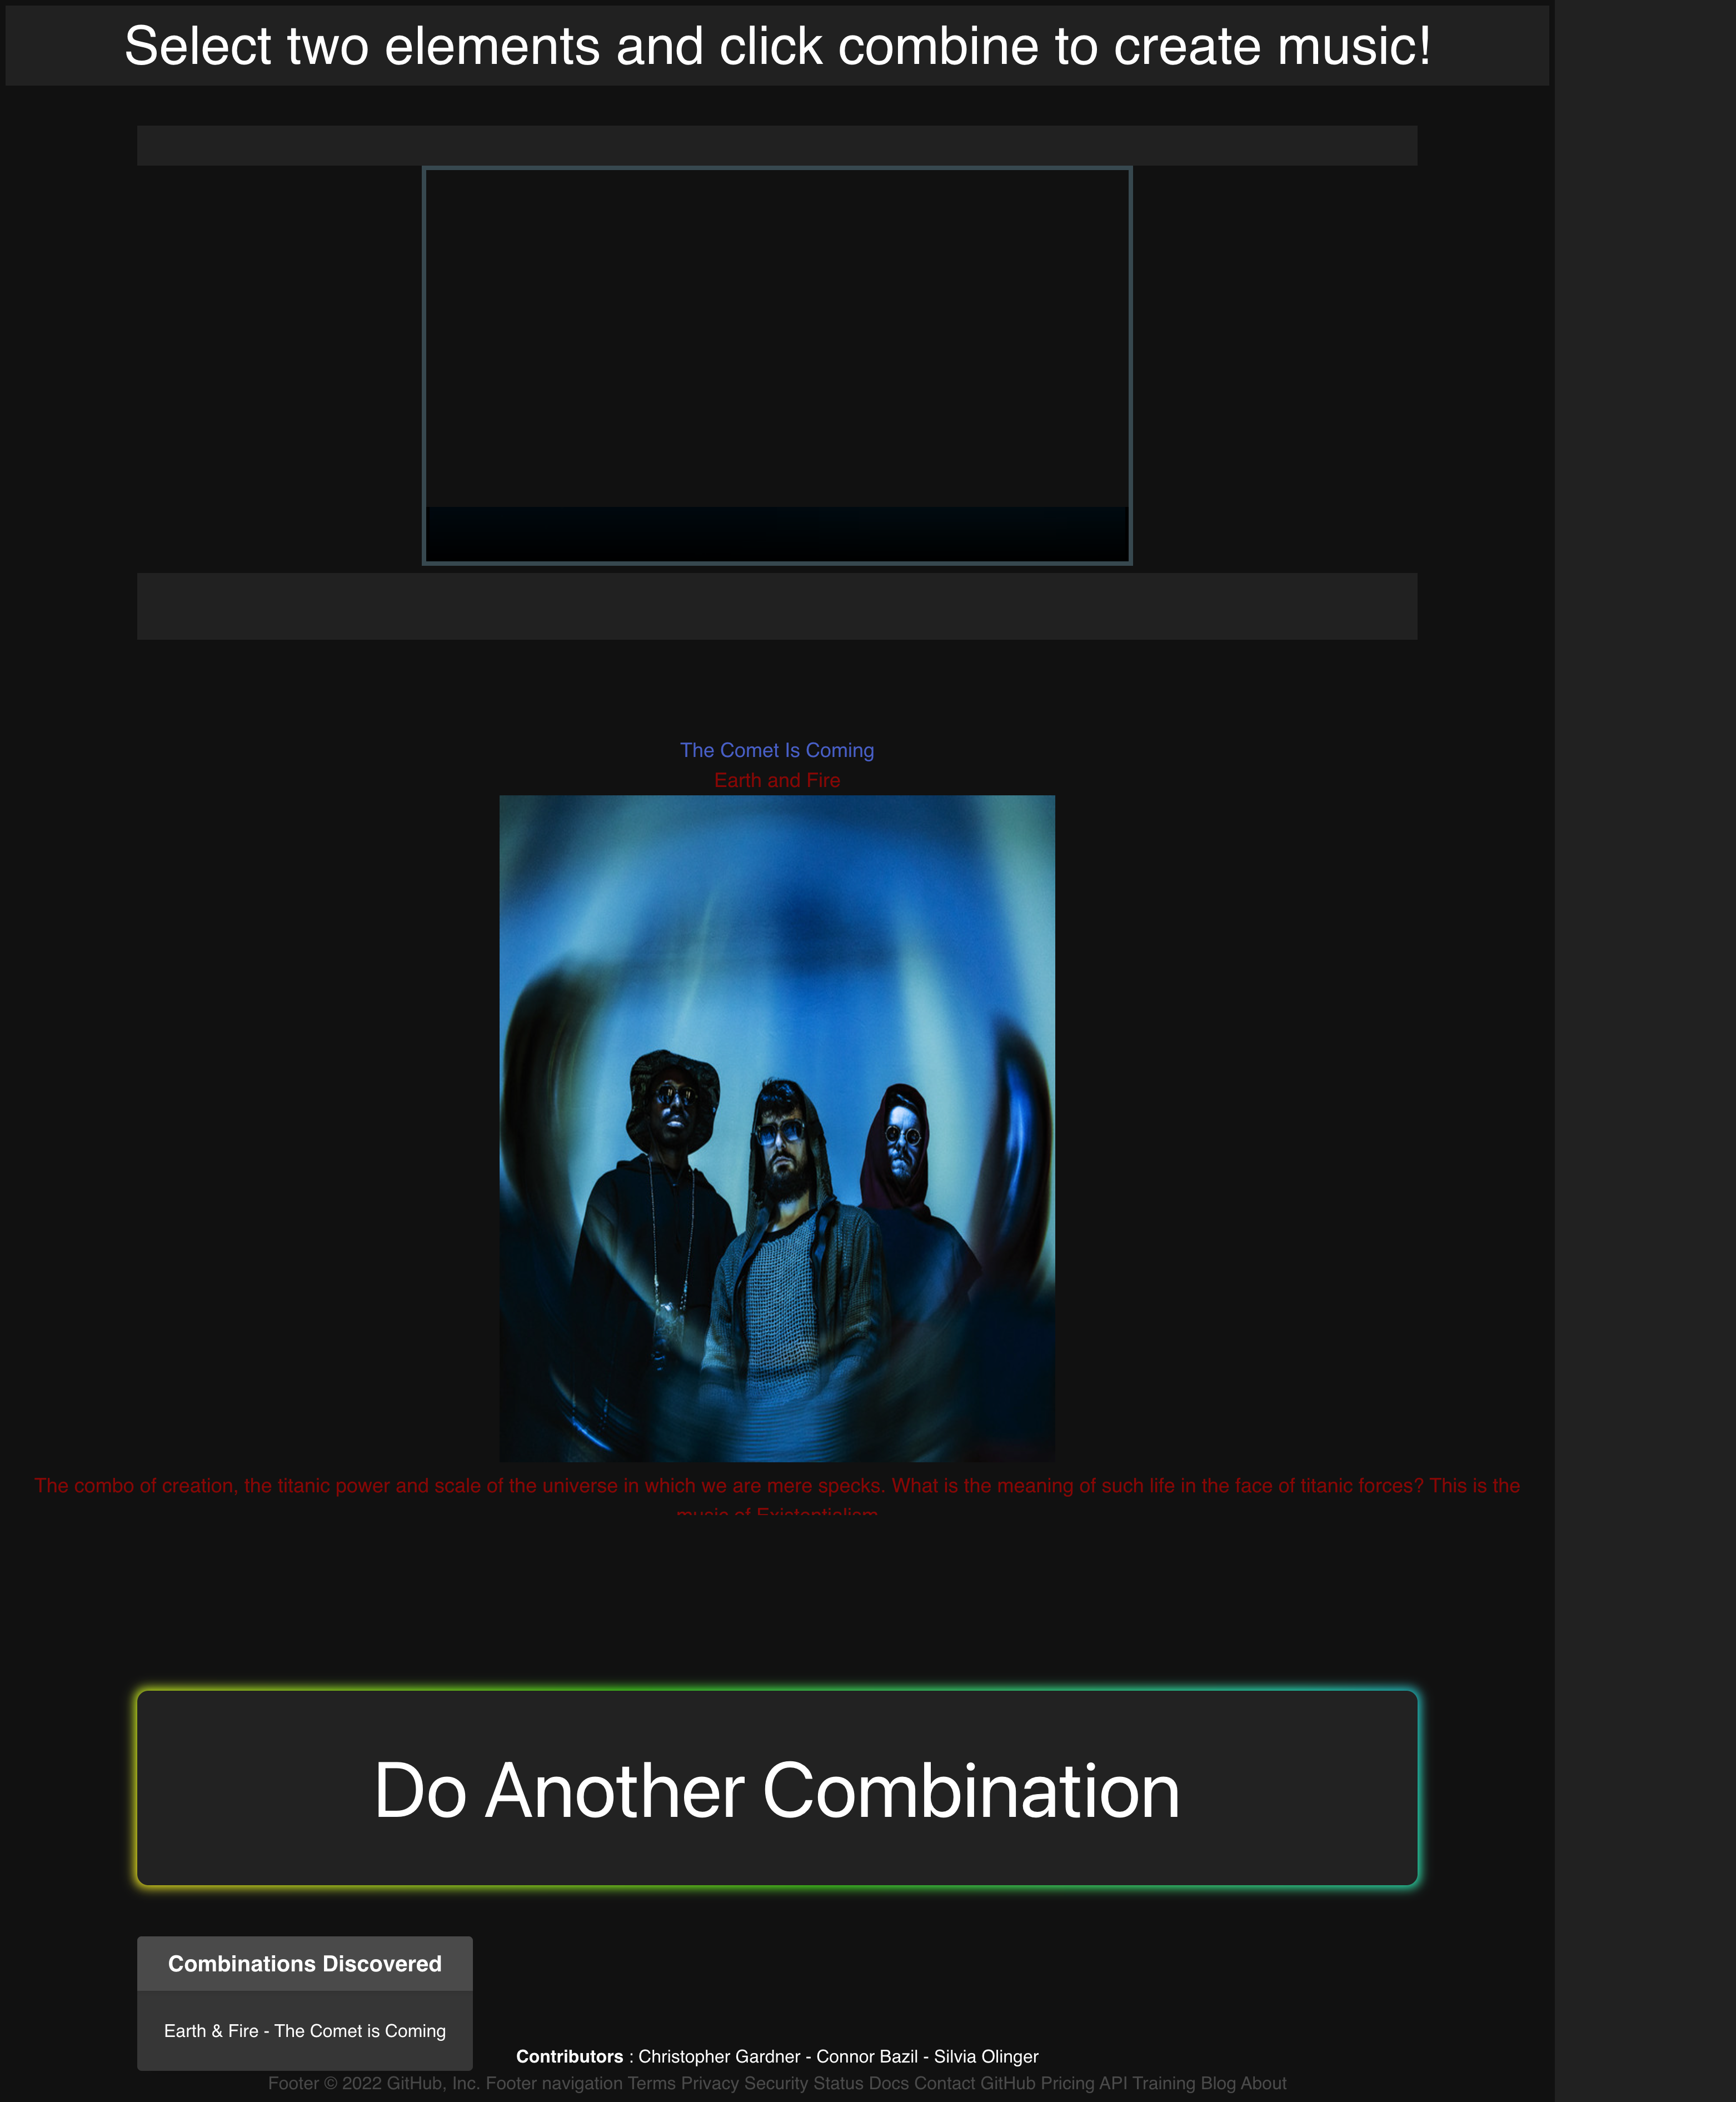 Select two elements and click combine to create music!
The Comet Is Coming
Earth and Fire
The combo of creation, the titanic power and scale of the universe in which we are mere specks. What is the meaning of such life in the face of titanic forces? This is the
music of Existantialism
Do Another Combination
Combinations Discovered
Earth & Fire - The Comet is Coming
Contributors : Christopher Gardner - Connor Bazil - Silvia Olinger
Footer © 2022 GitHub, Inc. Footer navigation Terms Privacy Security Status Docs Contact GitHub Pricing API Training Blog About